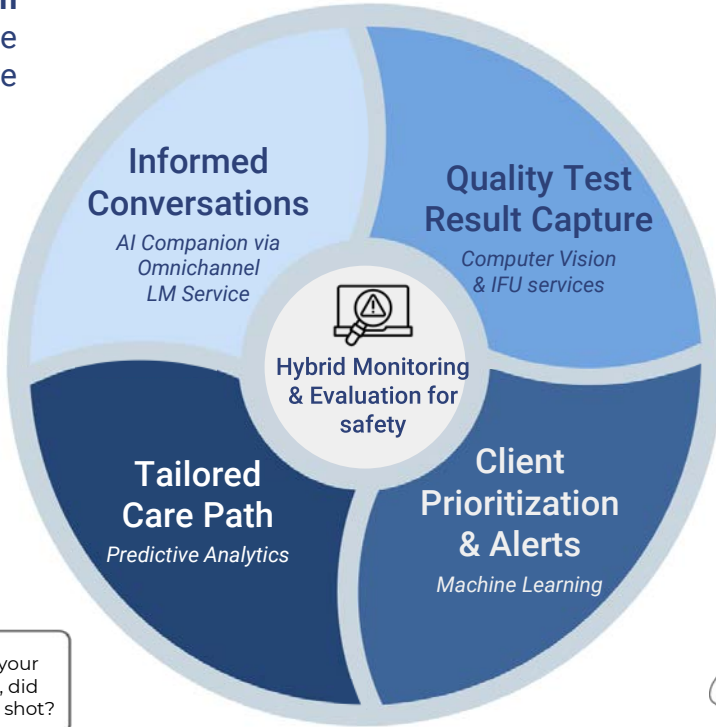 e
e
Informed
Conversations
AI Companion via
Omnichannel
LM Service
Quality Test
Result Capture
Computer Vision
& IFU services
Hybrid Monitoring
& Evaluation for
safety
Tailored
Care Path
Predictive Analytics
Client
Prioritization
& Alerts
Machine Learning
your
, did
shot?